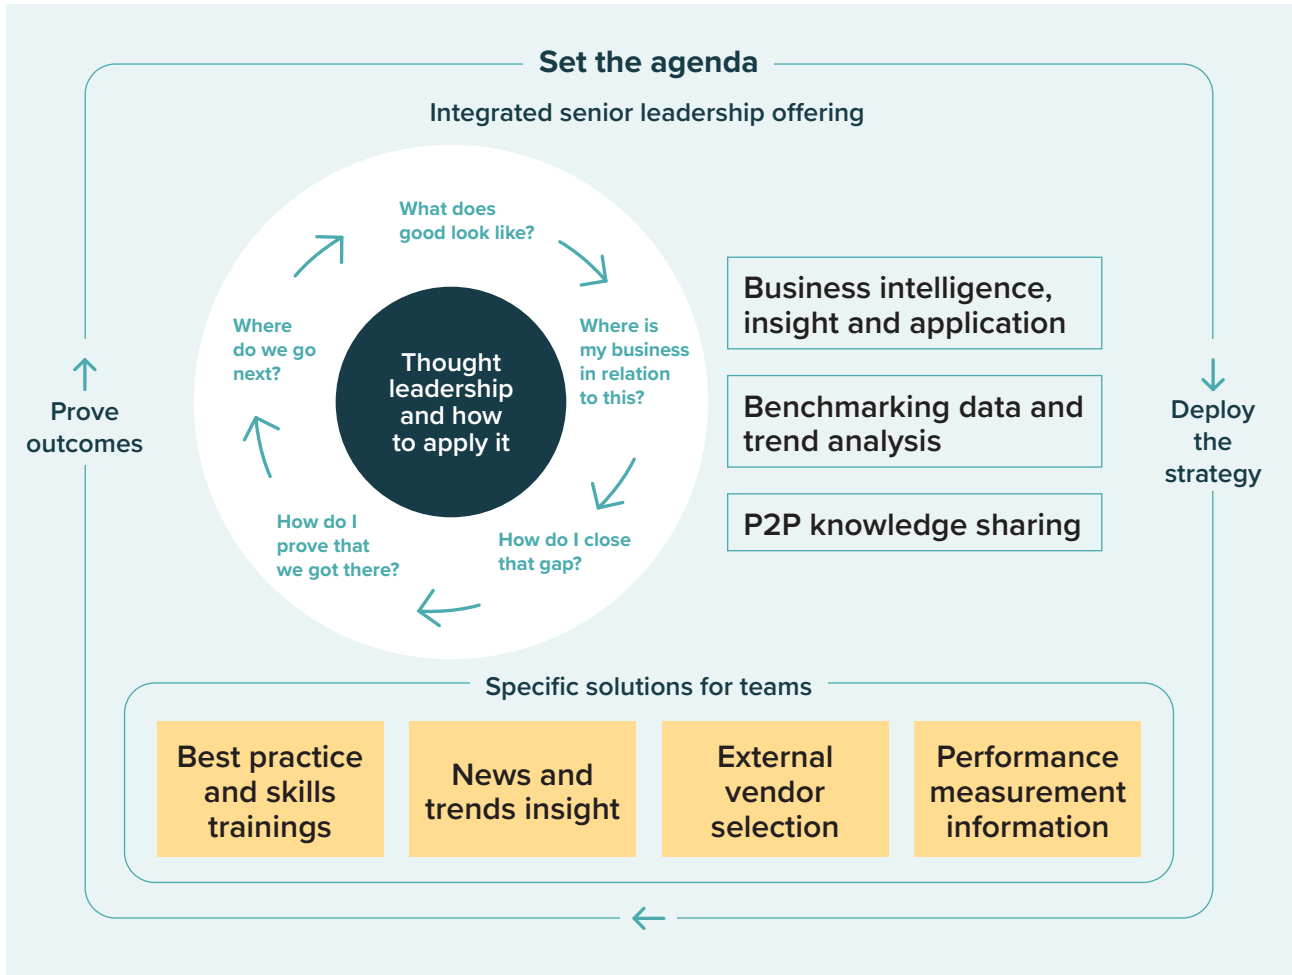 Set the agenda
Integrated senior leadership offering
What does
good look like?
Where is
my business
in relation
to this?
How do I close
that gap?
How do I
prove that
we got there?
Where
do we go
next?
Thought
leadership
and how
to apply it
Business intelligence,
insight and application
Benchmarking data and
trend analysis
P2P knowledge sharing
Deploy
the
strategy
Prove
outcomes
Specific solutions for teams
Best practice
and skills
trainings
News and
trends insight
External
vendor
selection
Performance
measurement
information